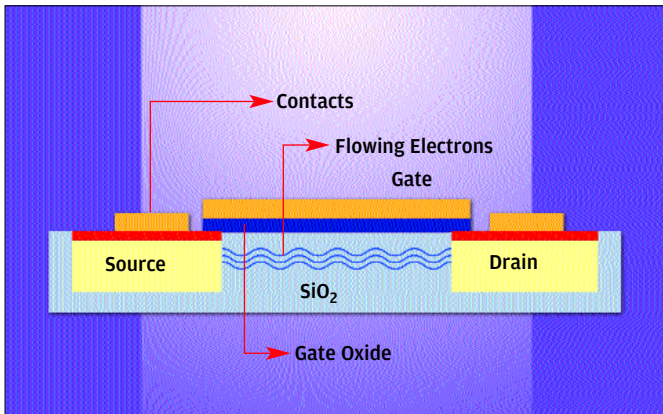 Contacts
Flowing Electrons
Gate
Source
Drain
SiO₂
Gate Oxide